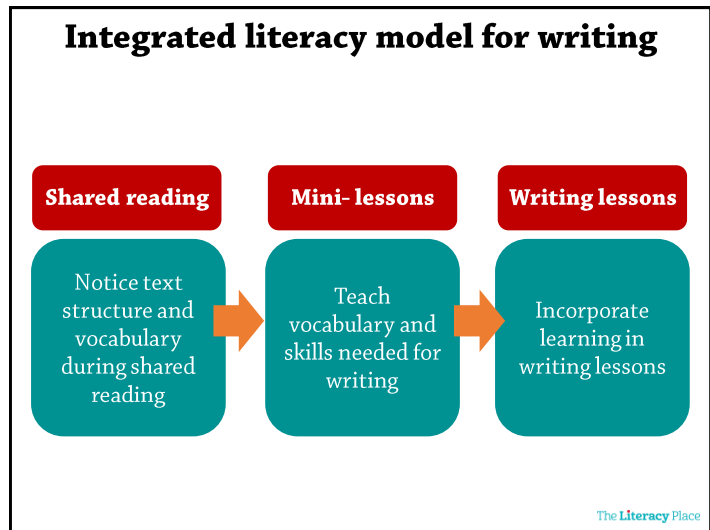 Integrated literacy model for writing
Shared reading
Mini- lessons
Writing lessons
Notice text
structure and
vocabulary
during shared
reading
Teach
vocabulary and
skills needed for
writing
Incorporate
learning in
writing lessons
The Literacy Place